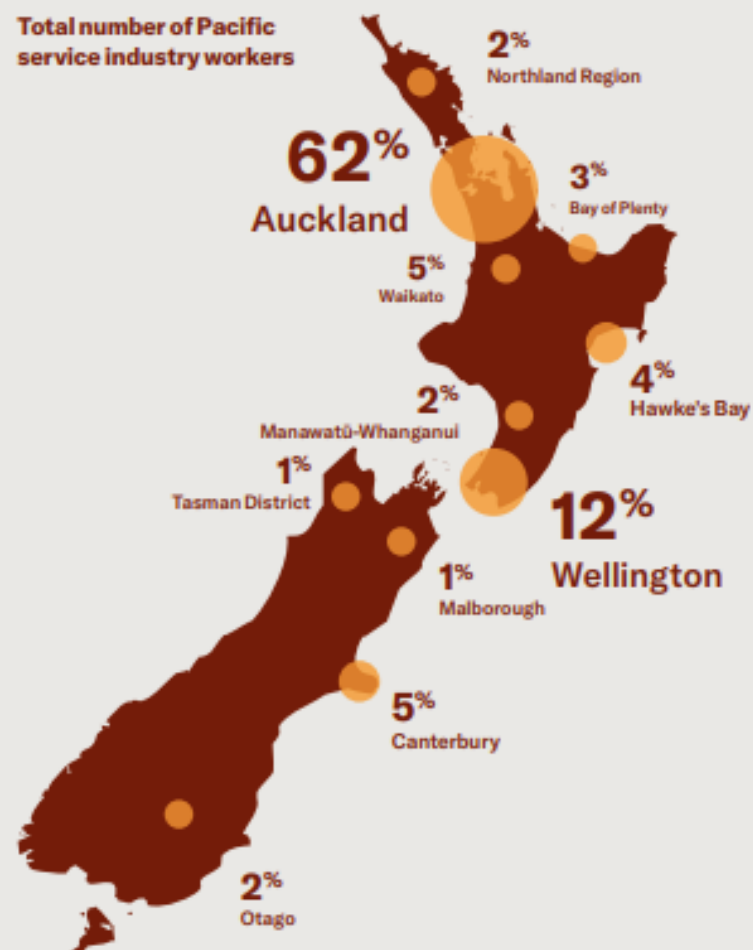 Total number of Pacific
service industry workers
2%
Northland Region
62%
Auckland
3%
Bay of Plenty
5%
Waikato
4%
Hawke's Bay
2%
Manawatū-Whanganui
1%
Tasman District
12%
Wellington
1%
Malborough
5%
Canterbury
2%
Otago